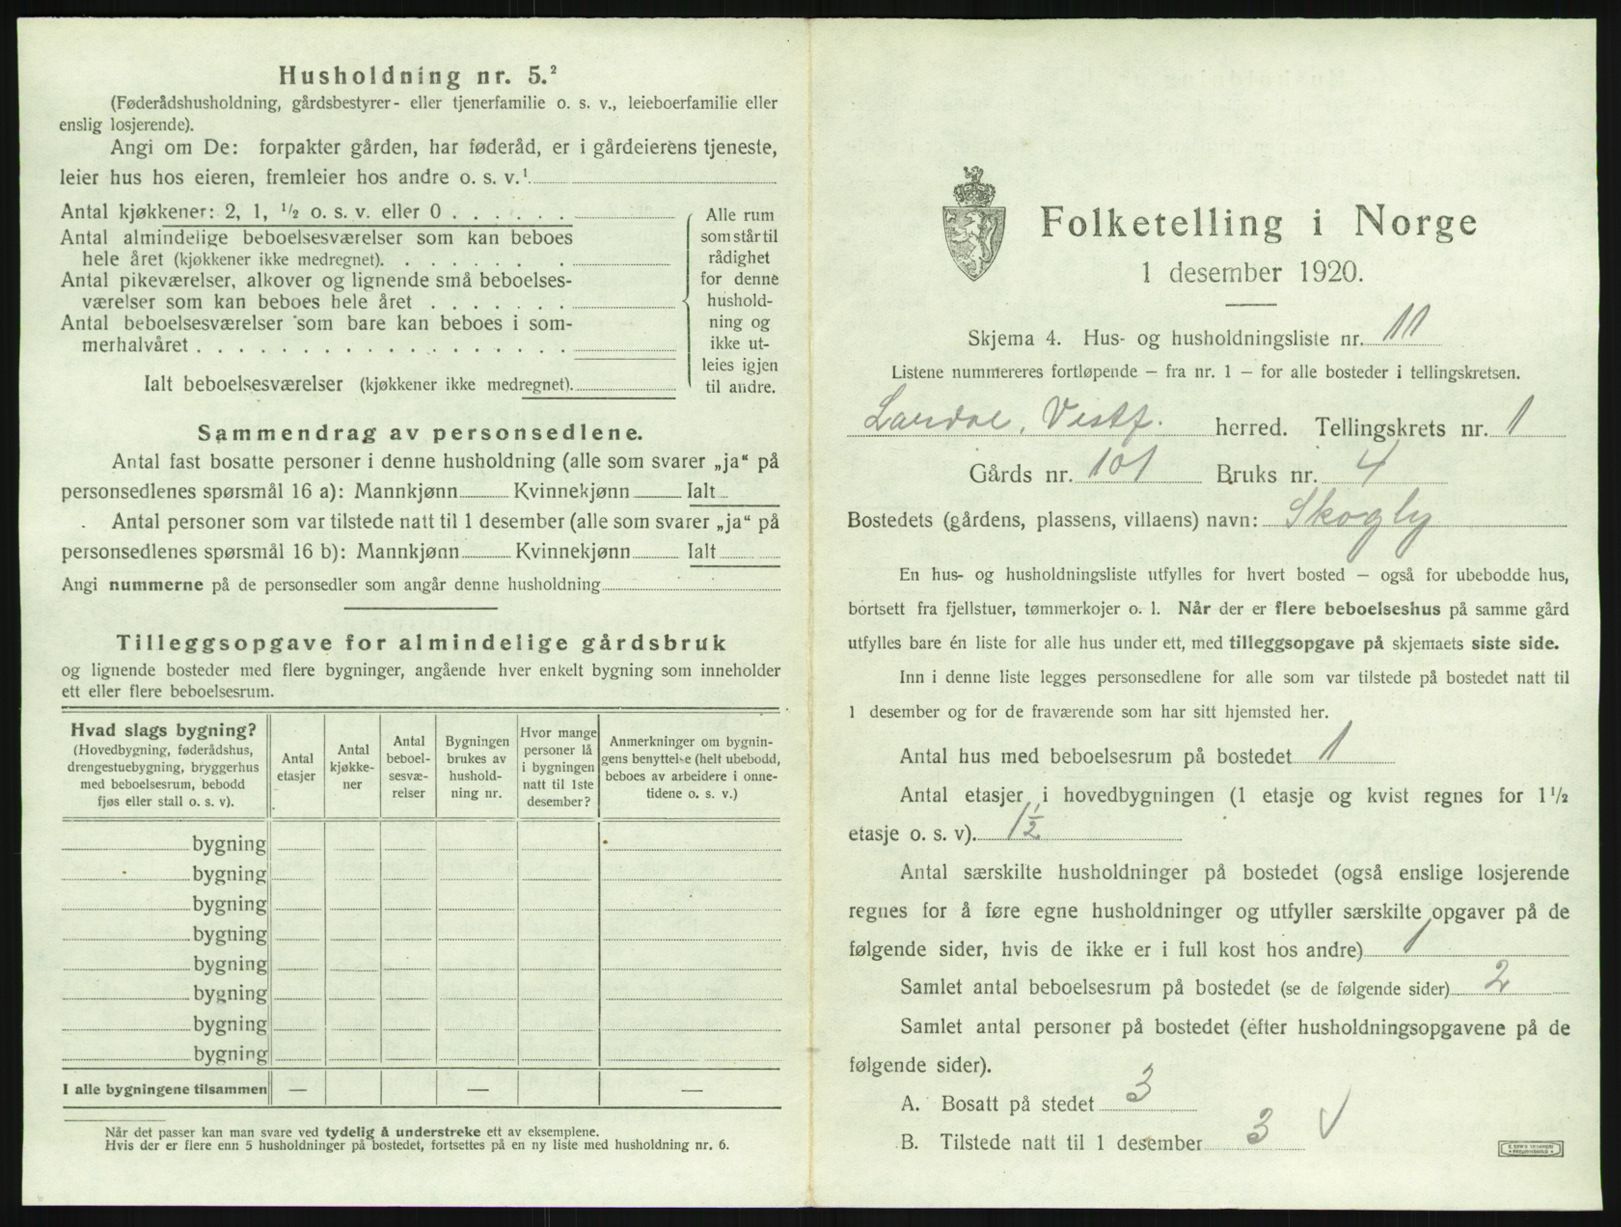 Husholdning nr. 5.²
(Føderådshusholdning, gårdsbestyrer- eller tjenerfamilie o. s. v., leieboerfamilie eller
enslig losjerende).
Angi om De: forpakter gården, har føderåd, er i gårdeierens tjeneste,
leier hus hos eieren, fremleier hos andre o. s. v.¹
Antal kjøkkener: 2, 1, ½ o. s. v. eller 0
Antal almindelige beboelsesværelser som kan beboes
hele året (kjøkkener ikke medregnet).
Antal pikeværelser, alkover og lignende små beboelses-
værelser som kan beboes hele året
Antal beboelsesværelser som bare kan beboes i som-
merhalvåret
Ialt beboelsesværelser (kjøkkener ikke medregnet).
Alle rum
som står til
rådighet
for denne
hushold-
ning og
ikke ut-
leies igjen
til andre.
Sammendrag av personsedlene.
Antal fast bosatte personer i denne husholdning (alle som svarer „ja" på
personsedlenes spørsmål 16 a): Mannkjønn Kvinnekjønn Ialt
Antal personer som var tilstede natt til 1 desember (alle som svarer „ja" på
personsedlenes spørsmål 16 b): Mannkjønn Kvinnekjønn Ialt
Angi nummerne på de personsedler som angår denne husholdning
Tilleggsopgave for almindelige gårdsbruk
og lignende bosteder med flere bygninger, angående hver enkelt bygning som inneholder
ett eller flere beboelsesrum.
Hvad slags bygning?
(Hovedbygning, føderådshus,
drengestuebygning, bryggerhus
med beboelsesrum, bebodd
fjøs eller stall o. s. v).
Antal
etasjer
Antal
kjøkke-
ner
Antal
beboel-
sesvæ-
relser
Bygningen
brukes av
hushold-
ning nr.
Hvor mange
personer lå
i bygningen
natt til 1ste
desember?
Anmerkninger om bygnin-
gens benyttelse (helt ubebodd,
beboes av arbeidere i onne-
tidene o. s. v.)
bygning
bygning
bygning
bygning
bygning
bygning
bygning
bygning
I alle bygningene tilsammen — — —
Når det passer kan man svare ved tydelig å understreke ett av eksemplene.
Hvis der er flere enn 5 husholdninger på bostedet, fortsettes på en ny liste med husholdning nr. 6.
Folketelling i Norge
1 desember 1920.
Skjema 4. Hus- og husholdningsliste nr. 11
Listene nummereres fortløpende — fra nr. 1 — for alle bosteder i tellingskretsen.
Lardal, Vestf. herred. Tellingskrets nr. 1
Gårds nr. 101 Bruks nr. 4
Bostedets (gårdens, plassens, villaens) navn: Skogly
En hus- og husholdningsliste utfylles for hvert bosted — også for ubebodde hus,
bortsett fra fjellstuer, tømmerkojer o. l. Når der er flere beboelseshus på samme gård
utfylles bare én liste for alle hus under ett, med tilleggsopgave på skjemaets siste side.
Inn i denne liste legges personsedlene for alle som var tilstede på bostedet natt til
1 desember og for de fraværende som har sitt hjemsted her.
Antal hus med beboelsesrum på bostedet 1
Antal etasjer i hovedbygningen (1 etasje og kvist regnes for 1½
etasje o. s. v). 1½
Antal særskilte husholdninger på bostedet (også enslige losjerende
regnes for å føre egne husholdninger og utfyller særskilte opgaver på de
følgende sider, hvis de ikke er i full kost hos andre) 1
Samlet antal beboelsesrum på bostedet (se de følgende sider) 2
Samlet antal personer på bostedet (efter husholdningsopgavene på de
følgende sider).
A. Bosatt på stedet 3
B. Tilstede natt til 1 desember 3 √